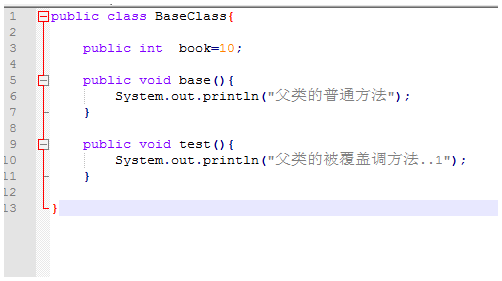 1 public class BaseClass{
2
3 public int  book=10;
4
5 public void base(){
6 System.out.println("父类的普通方法");
7 }
8
9 public void test(){
10 System.out.println("父类的被覆盖调方法..1");
11 }
12
13 }